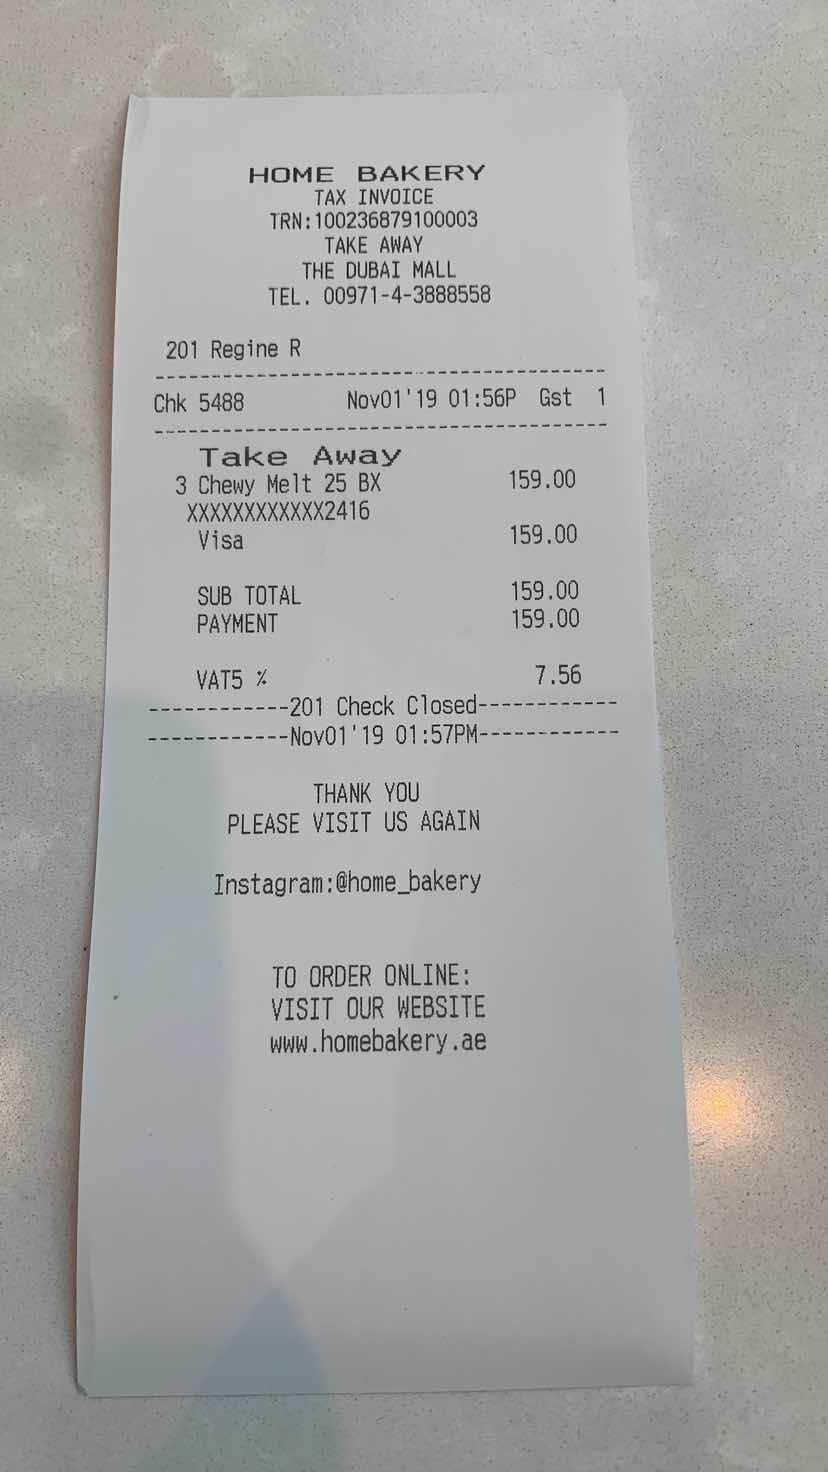 HOME BAKERY
TAX INVOICE
TRN:100236879100003
TAKE AWAY
THE DUBAI MALL
TEL. 00971-4-3888558
201 Regine R
----------------------------------------
Chk 5488 Nov01'19 01:56P Gst 1
----------------------------------------
Take Away
3 Chewy Melt 25 BX 159.00
XXXXXXXXXXXX2416
Visa 159.00
SUB TOTAL 159.00
PAYMENT 159.00
VAT5 % 7.56
------------201 Check Closed------------
------------Nov01'19 01:57PM------------
THANK YOU
PLEASE VISIT US AGAIN
Instagram:@home_bakery
TO ORDER ONLINE:
VISIT OUR WEBSITE
www.homebakery.ae